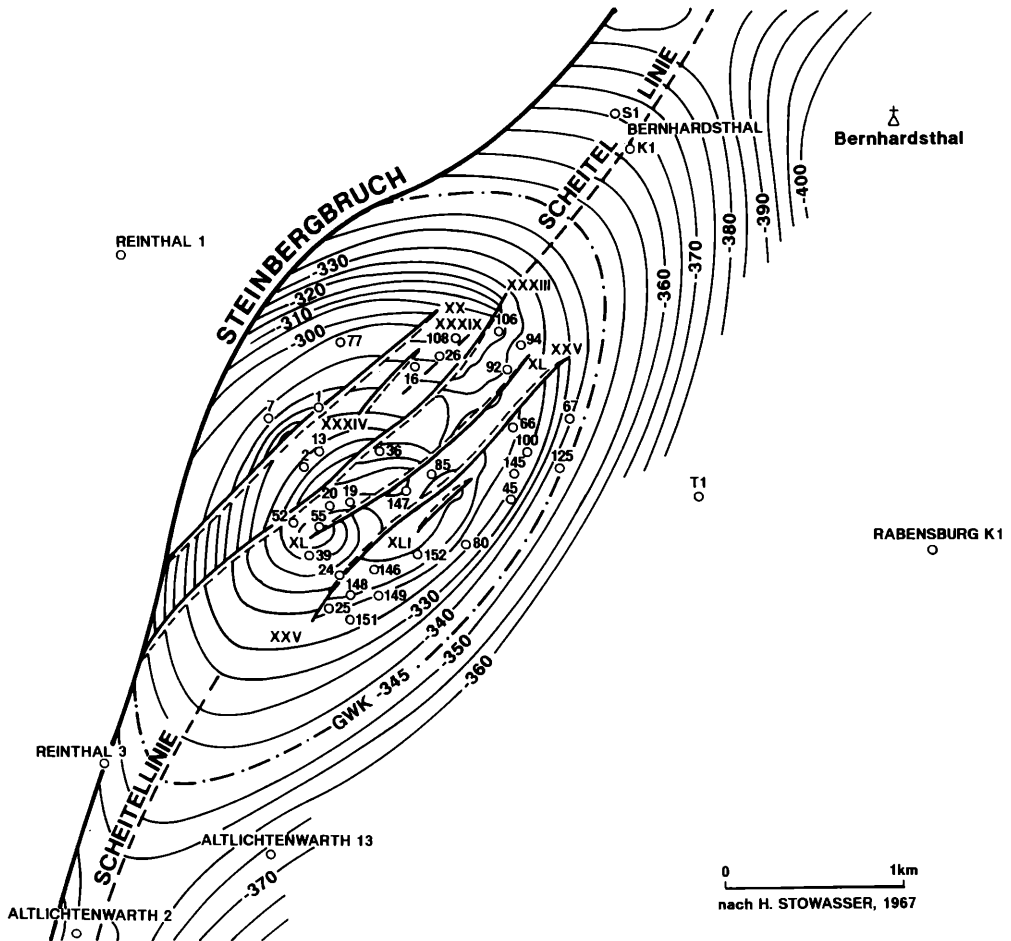 SCHEITEL LINIE
S1
BERNHARDSTHAL
K1
Bernhardsthal
-400
-390
-380
-370
-360
REINTHAL 1
STEINBERGBRUCH
-330
-320
-310
-300
77
XXXIII
XX
XXXIX
106
108
94
26
XXV
92
XL
16
7
1
67
XXXIV
66
13
36
100
2
85
145
125
20
19
147
45
T1
52
55
XL
XLI
80
RABENSBURG K1
39
152
24
146
148
149
25
151
-330
XXV
-340
-350
-360
GWK -345
REINTHAL 3
SCHEITELLINIE
ALTLICHTENWARTH 13
-370
ALTLICHTENWARTH 2
0 1km
nach H. STOWASSER, 1967